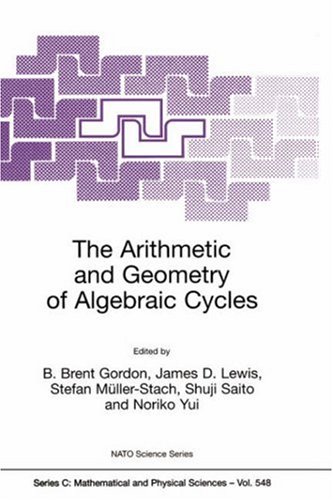 The Arithmetic
and Geometry
of Algebraic Cycles
Edited by
B. Brent Gordon, James D. Lewis,
Stefan Müller-Stach, Shuji Saito
and Noriko Yui
NATO Science Series
Series C: Mathematical and Physical Sciences – Vol. 548